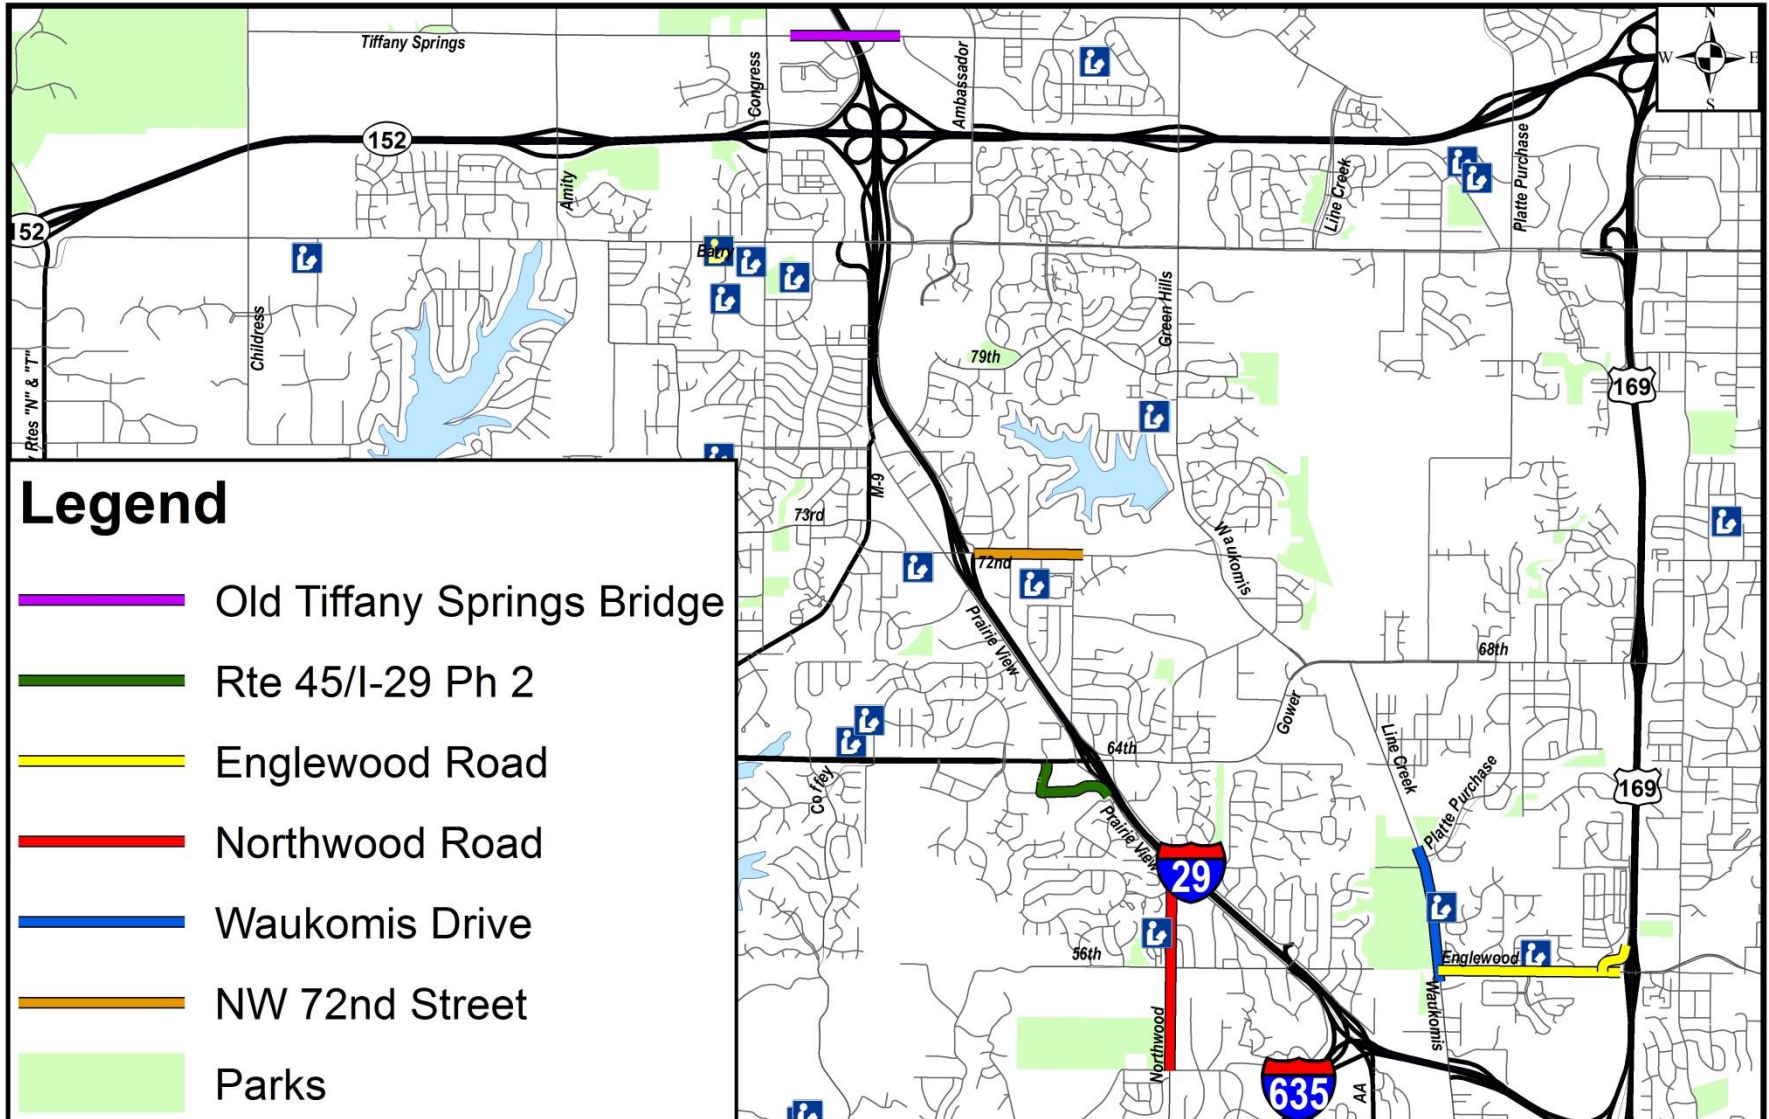 N
W E
S
Tiffany Springs
Congress
Ambassador
152
Platte Purchase
Line Creek
Amity
152
Barry
Green Hills
Childress
79th
169
y Rtes "N" & "T"
M-9
73rd
72nd
Waukomis
Prairie View
68th
Gower
Line Creek
64th
Coffey
Platte Purchase
169
Prairie View
29
56th
Englewood
Waukomis
Northwood
635
AA
Legend
Old Tiffany Springs Bridge
Rte 45/I-29 Ph 2
Englewood Road
Northwood Road
Waukomis Drive
NW 72nd Street
Parks